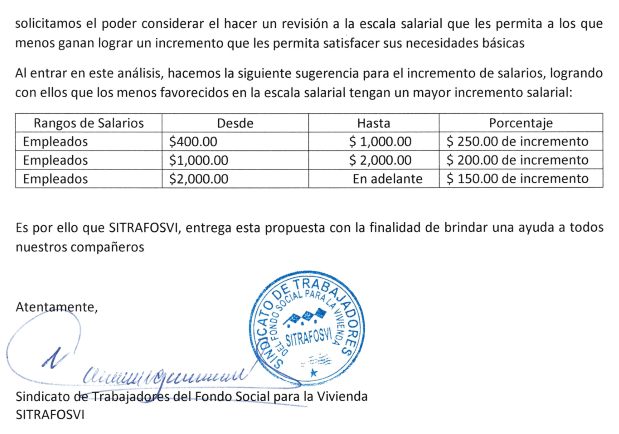 solicitamos el poder considerar el hacer un revisión a la escala salarial que les permita a los que
menos ganan lograr un incremento que les permita satisfacer sus necesidades básicas
Al entrar en este análisis, hacemos la siguiente sugerencia para el incremento de salarios, logrando
con ellos que los menos favorecidos en la escala salarial tengan un mayor incremento salarial:
Rangos de Salarios Desde Hasta Porcentaje
Empleados $400.00 $ 1,000.00 $ 250.00 de incremento
Empleados $1,000.00 $ 2,000.00 $ 200.00 de incremento
Empleados $2,000.00 En adelante $ 150.00 de incremento
Es por ello que SITRAFOSVI, entrega esta propuesta con la finalidad de brindar una ayuda a todos
nuestros compañeros
Atentamente,
SINDICATO DE TRABAJADORES
DEL FONDO SOCIAL PARA LA VIVIENDA
SITRAFOSVI
Sindicato de Trabajadores del Fondo Social para la Vivienda
SITRAFOSVI